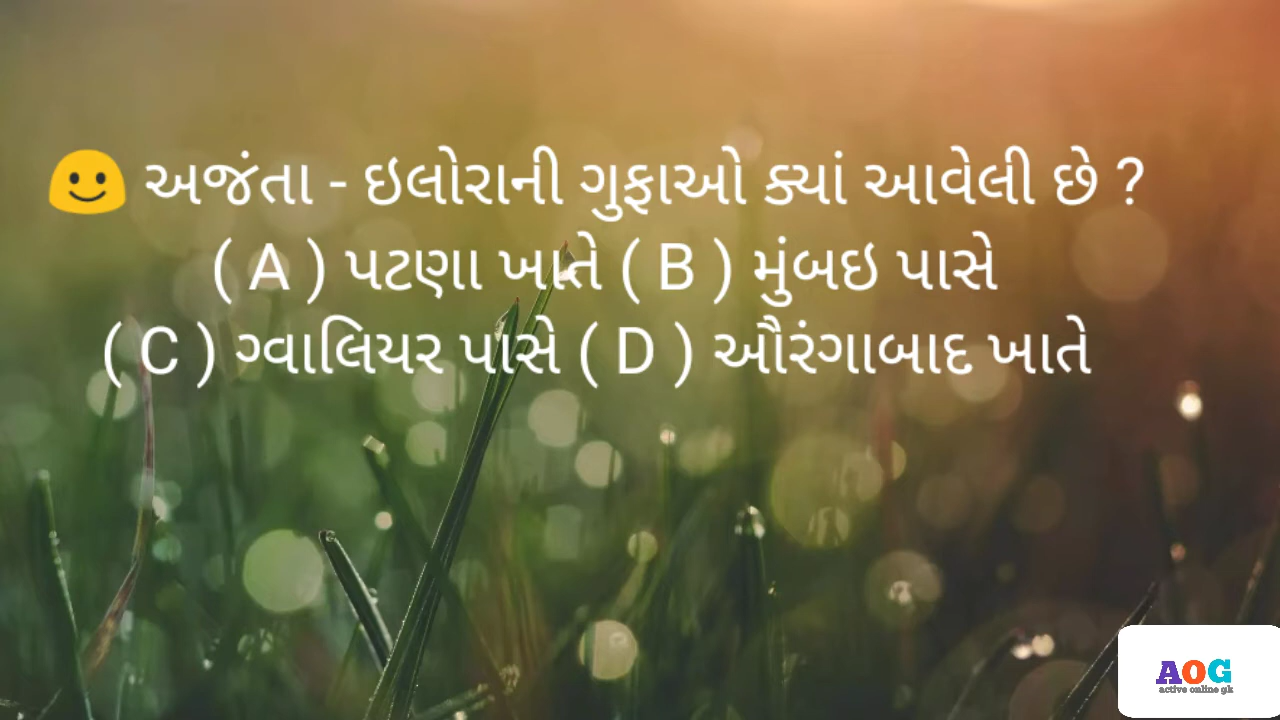 🙂 અજંતા - ઇલોરાની ગુફાઓ ક્યાં આવેલી છે ?
( A ) પટણા ખાતે ( B ) મુંબઇ પાસે
( C ) ગ્વાલિયર પાસે ( D ) ઔરંગાબાદ ખાતે
AOG
active online gk